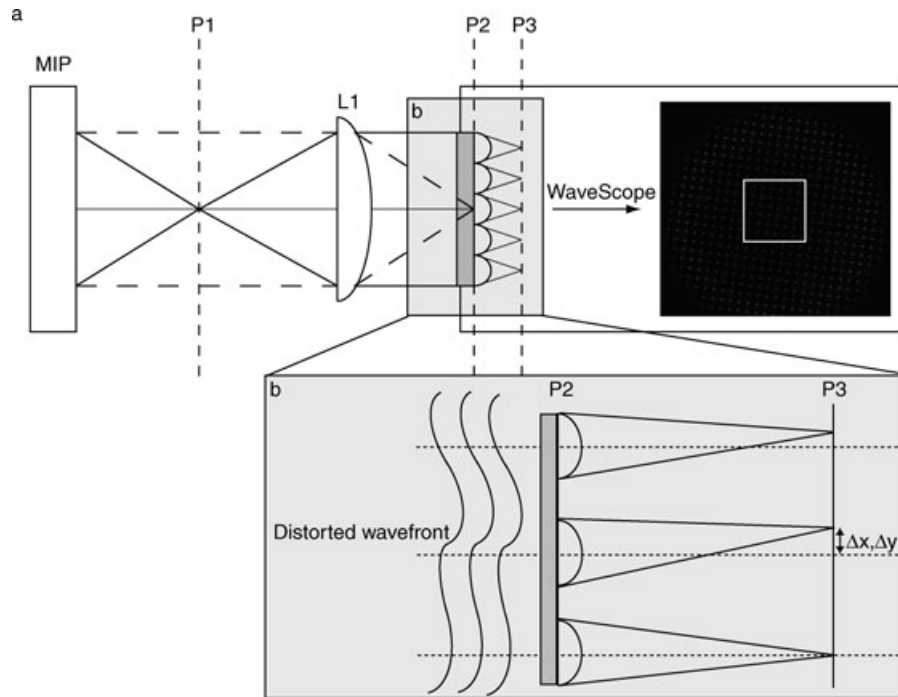 a
P1
P2
P3
MIP
L1
b
WaveScope
b
P2
P3
Distorted wavefront
Δx,Δy